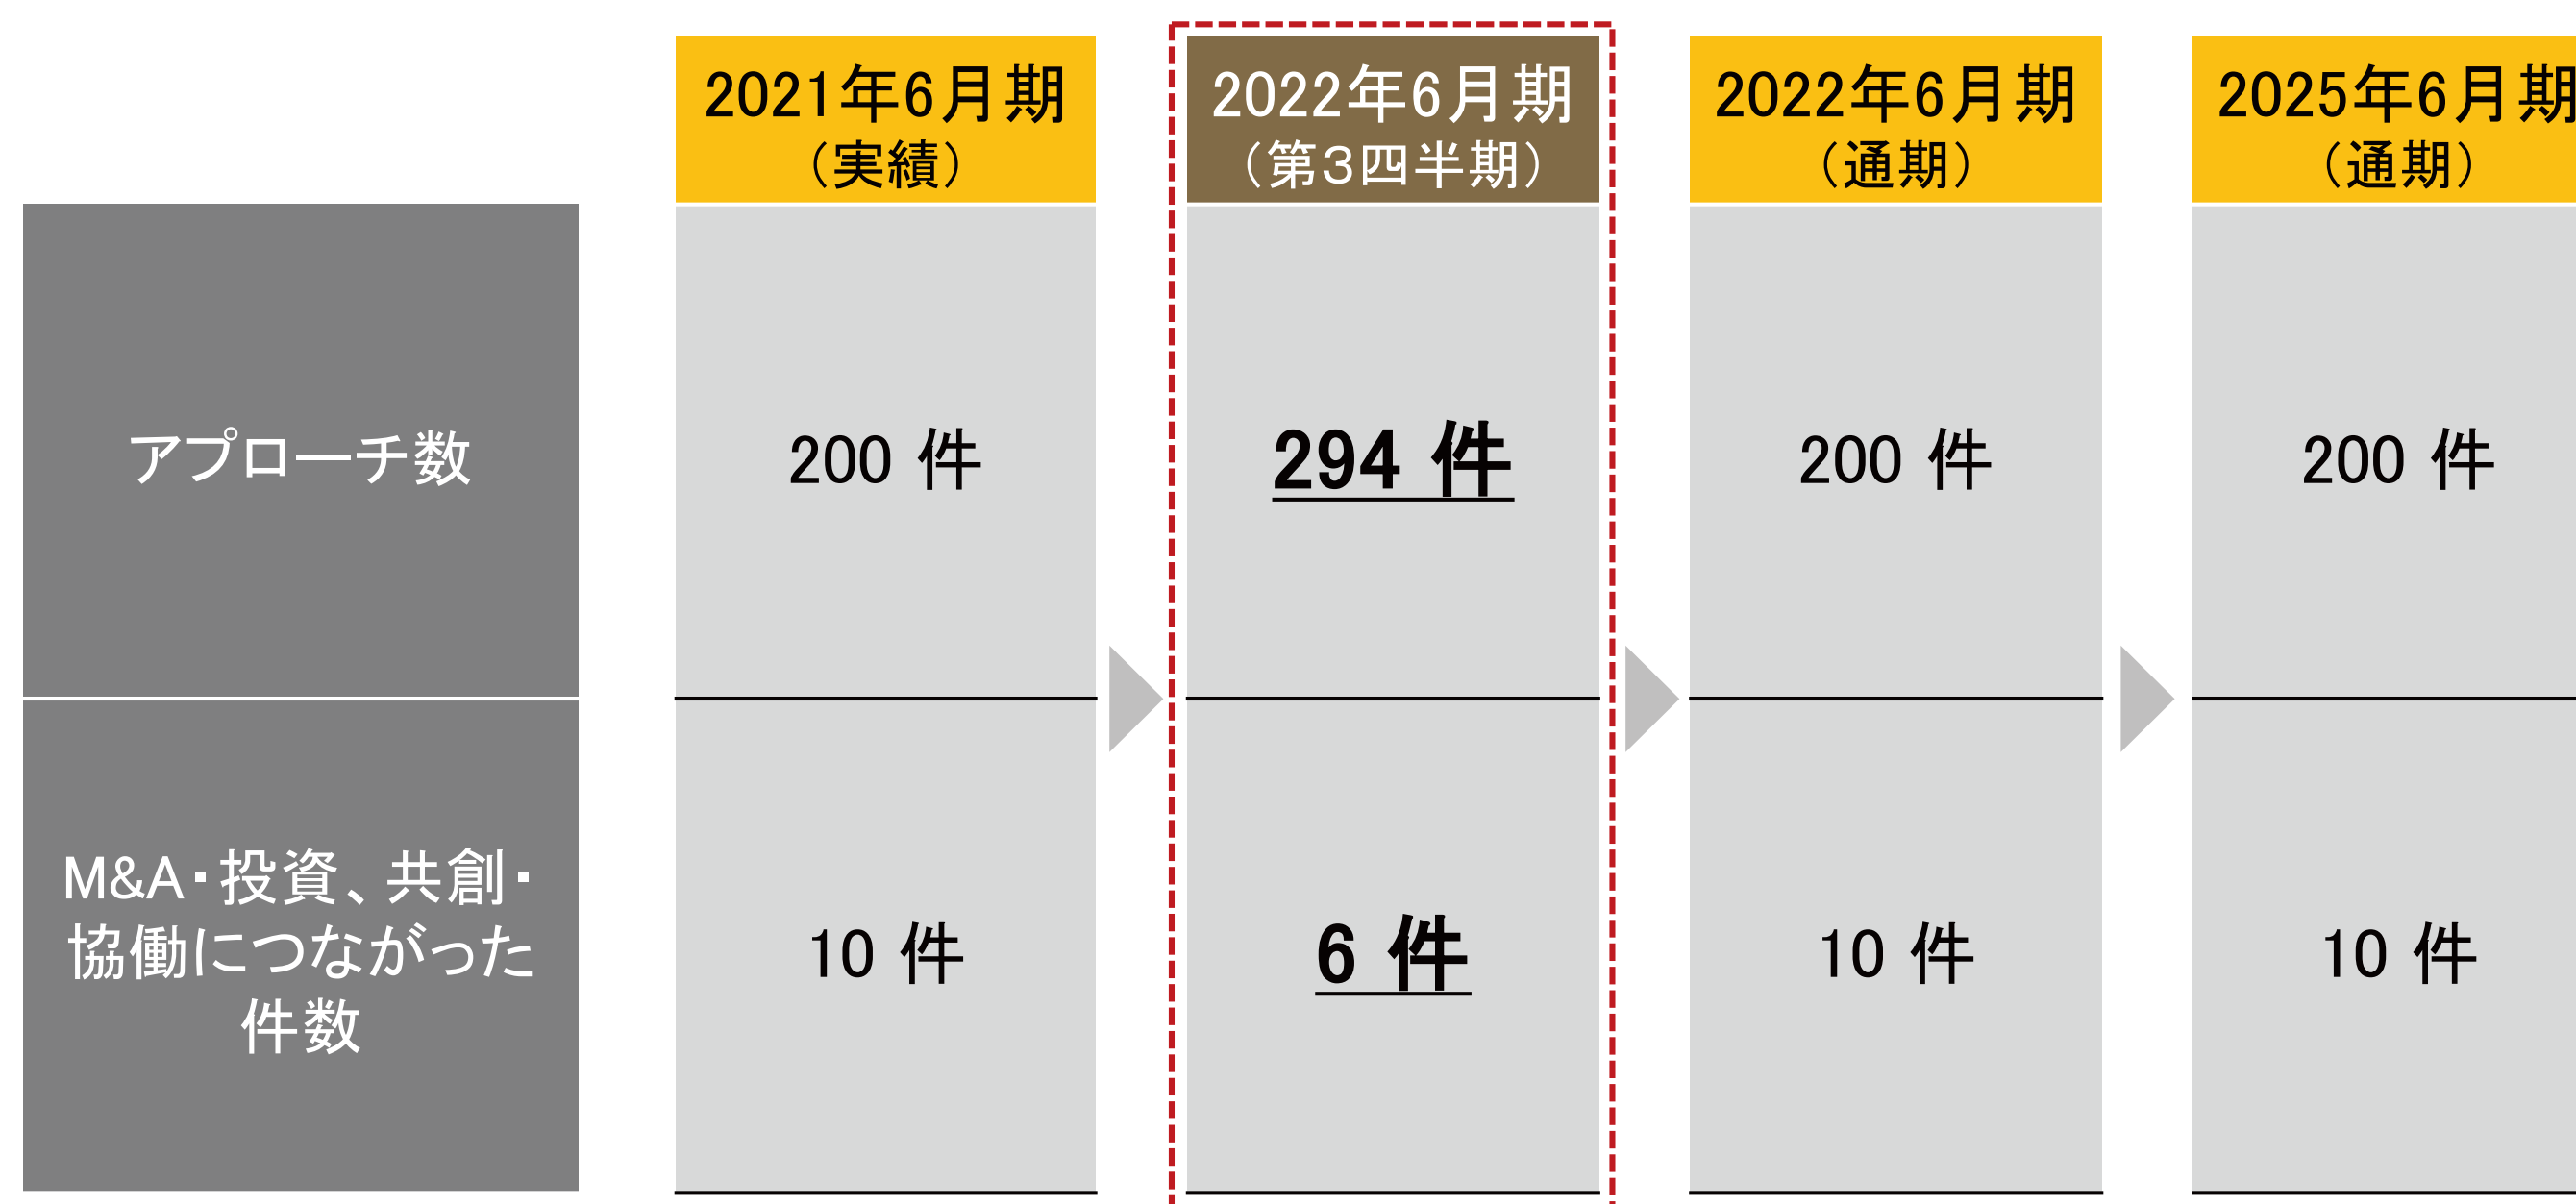 2021年6月期
（実績）
2022年6月期
（第3四半期）
2022年6月期
（通期）
2025年6月期
（通期）
アプローチ数
200 件
294 件
200 件
200 件
M&A・投資、共創・
協働につながった
件数
10 件
6 件
10 件
10 件